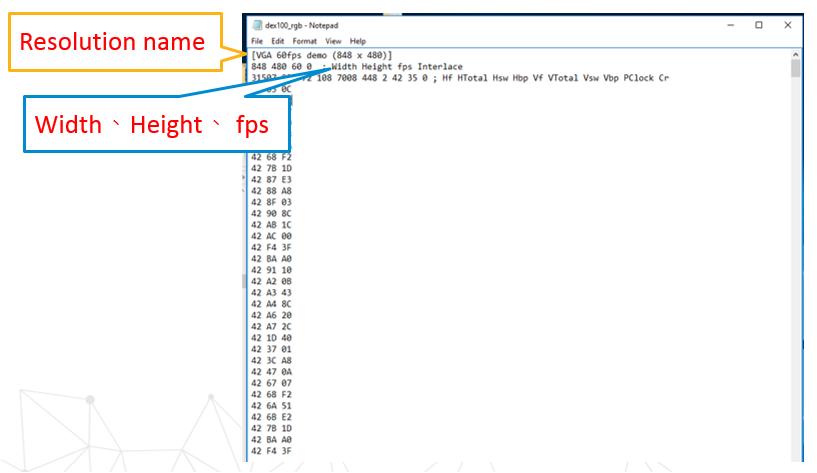 Resolution name
Width、Height、 fps
dex100_rgb - Notepad
File Edit Format View Help
[VGA 60fps demo (848 x 480)]
848 480 60 0 ; Width Height fps Interlace
108 7008 448 2 42 35 0 ; Hf HTotal Hsw Hbp Vf VTotal Vsw Vbp PClock Cr
0C
42 68 F2
42 7B 1D
42 87 E3
42 88 A8
42 8F 03
42 90 8C
42 AB 1C
42 AC 00
42 F4 3F
42 BA A0
42 91 10
42 A2 0B
42 A3 43
42 A4 8C
42 A6 20
42 A7 2C
42 1D 40
42 37 01
42 3C A8
42 47 0A
42 67 07
42 68 F2
42 6A 51
42 6B E2
42 7B 1D
42 BA A0
42 F4 3F